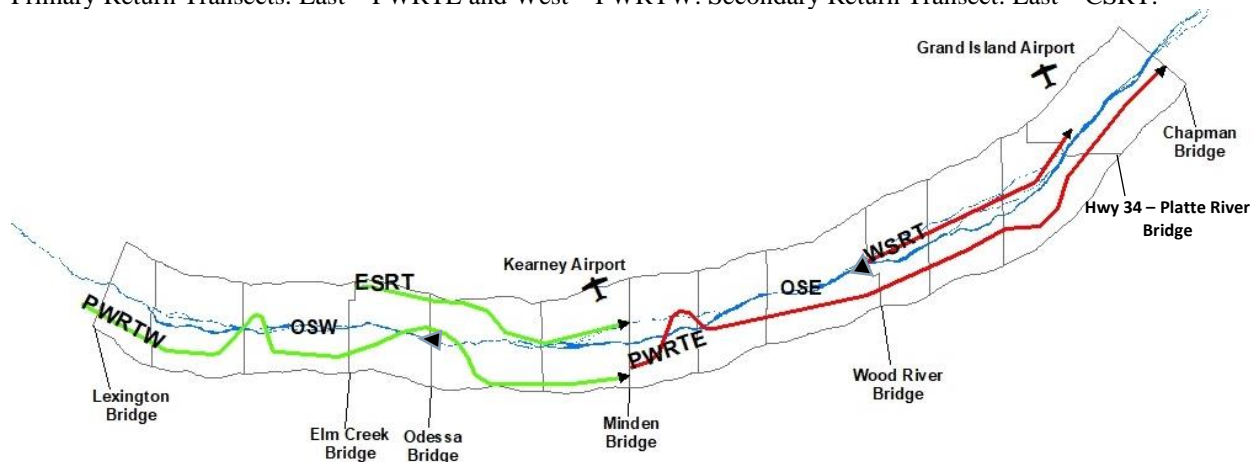 Primary Return Transects: East – PWRTE and West – PWRTW. Secondary Return Transect: East – CSRT.
Grand Island Airport
Chapman
Bridge
Hwy 34 – Platte River
Bridge
WSRT
Kearney Airport
ESRT
OSE
PWRTW
OSW
PWRTE
Wood River
Bridge
Lexington
Bridge
Minden
Bridge
Elm Creek
Bridge
Odessa
Bridge